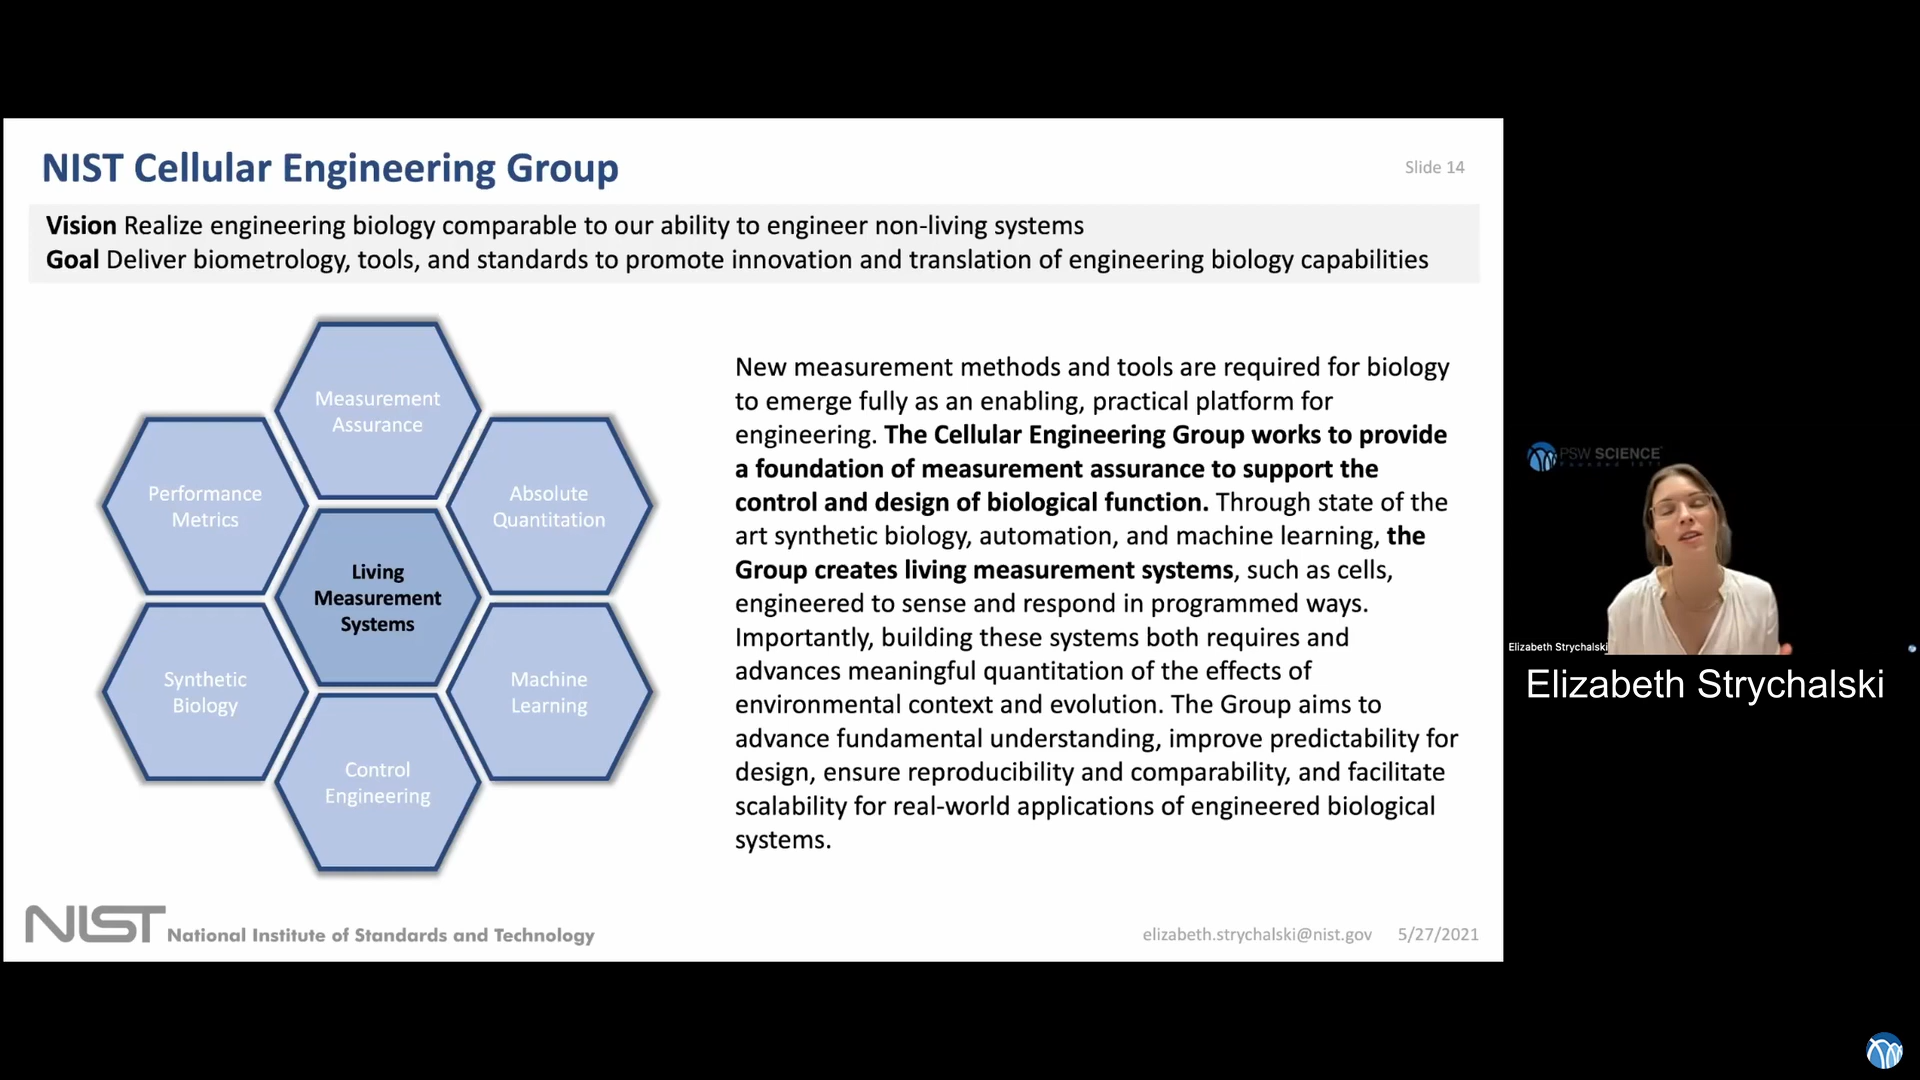 NIST Cellular Engineering Group
Slide 14
Vision Realize engineering biology comparable to our ability to engineer non-living systems
Goal Deliver biometrology, tools, and standards to promote innovation and translation of engineering biology capabilities
Measurement
Assurance
Performance
Metrics
Absolute
Quantitation
Living
Measurement
Systems
Synthetic
Biology
Machine
Learning
Control
Engineering
New measurement methods and tools are required for biology
to emerge fully as an enabling, practical platform for
engineering. The Cellular Engineering Group works to provide
a foundation of measurement assurance to support the
control and design of biological function. Through state of the
art synthetic biology, automation, and machine learning, the
Group creates living measurement systems, such as cells,
engineered to sense and respond in programmed ways.
Importantly, building these systems both requires and
advances meaningful quantitation of the effects of
environmental context and evolution. The Group aims to
advance fundamental understanding, improve predictability for
design, ensure reproducibility and comparability, and facilitate
scalability for real-world applications of engineered biological
systems.
NIST National Institute of Standards and Technology
elizabeth.strychalski@nist.gov 5/27/2021
PSW SCIENCE
Elizabeth Strychalski
Elizabeth Strychalski